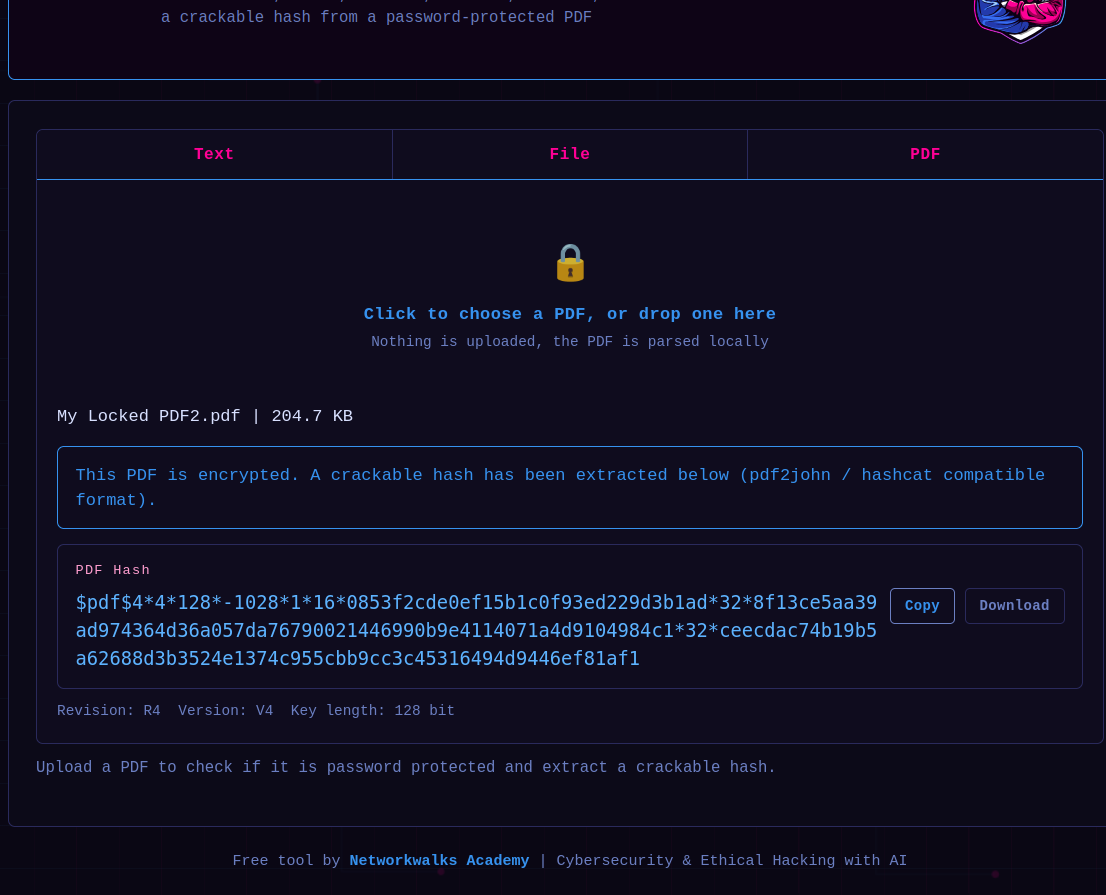 a crackable hash from a password-protected PDF
Text File PDF
Click to choose a PDF, or drop one here
Nothing is uploaded, the PDF is parsed locally
My Locked PDF2.pdf | 204.7 KB
This PDF is encrypted. A crackable hash has been extracted below (pdf2john / hashcat compatible
format).
PDF Hash
$pdf$4*4*128*-1028*1*16*0853f2cde0ef15b1c0f93ed229d3b1ad*32*8f13ce5aa39
ad974364d36a057da76790021446990b9e4114071a4d9104984c1*32*ceecdac74b19b5
a62688d3b3524e1374c955cbb9cc3c45316494d9446ef81af1
Copy Download
Revision: R4 Version: V4 Key length: 128 bit
Upload a PDF to check if it is password protected and extract a crackable hash.
Free tool by Networkwalks Academy | Cybersecurity & Ethical Hacking with AI